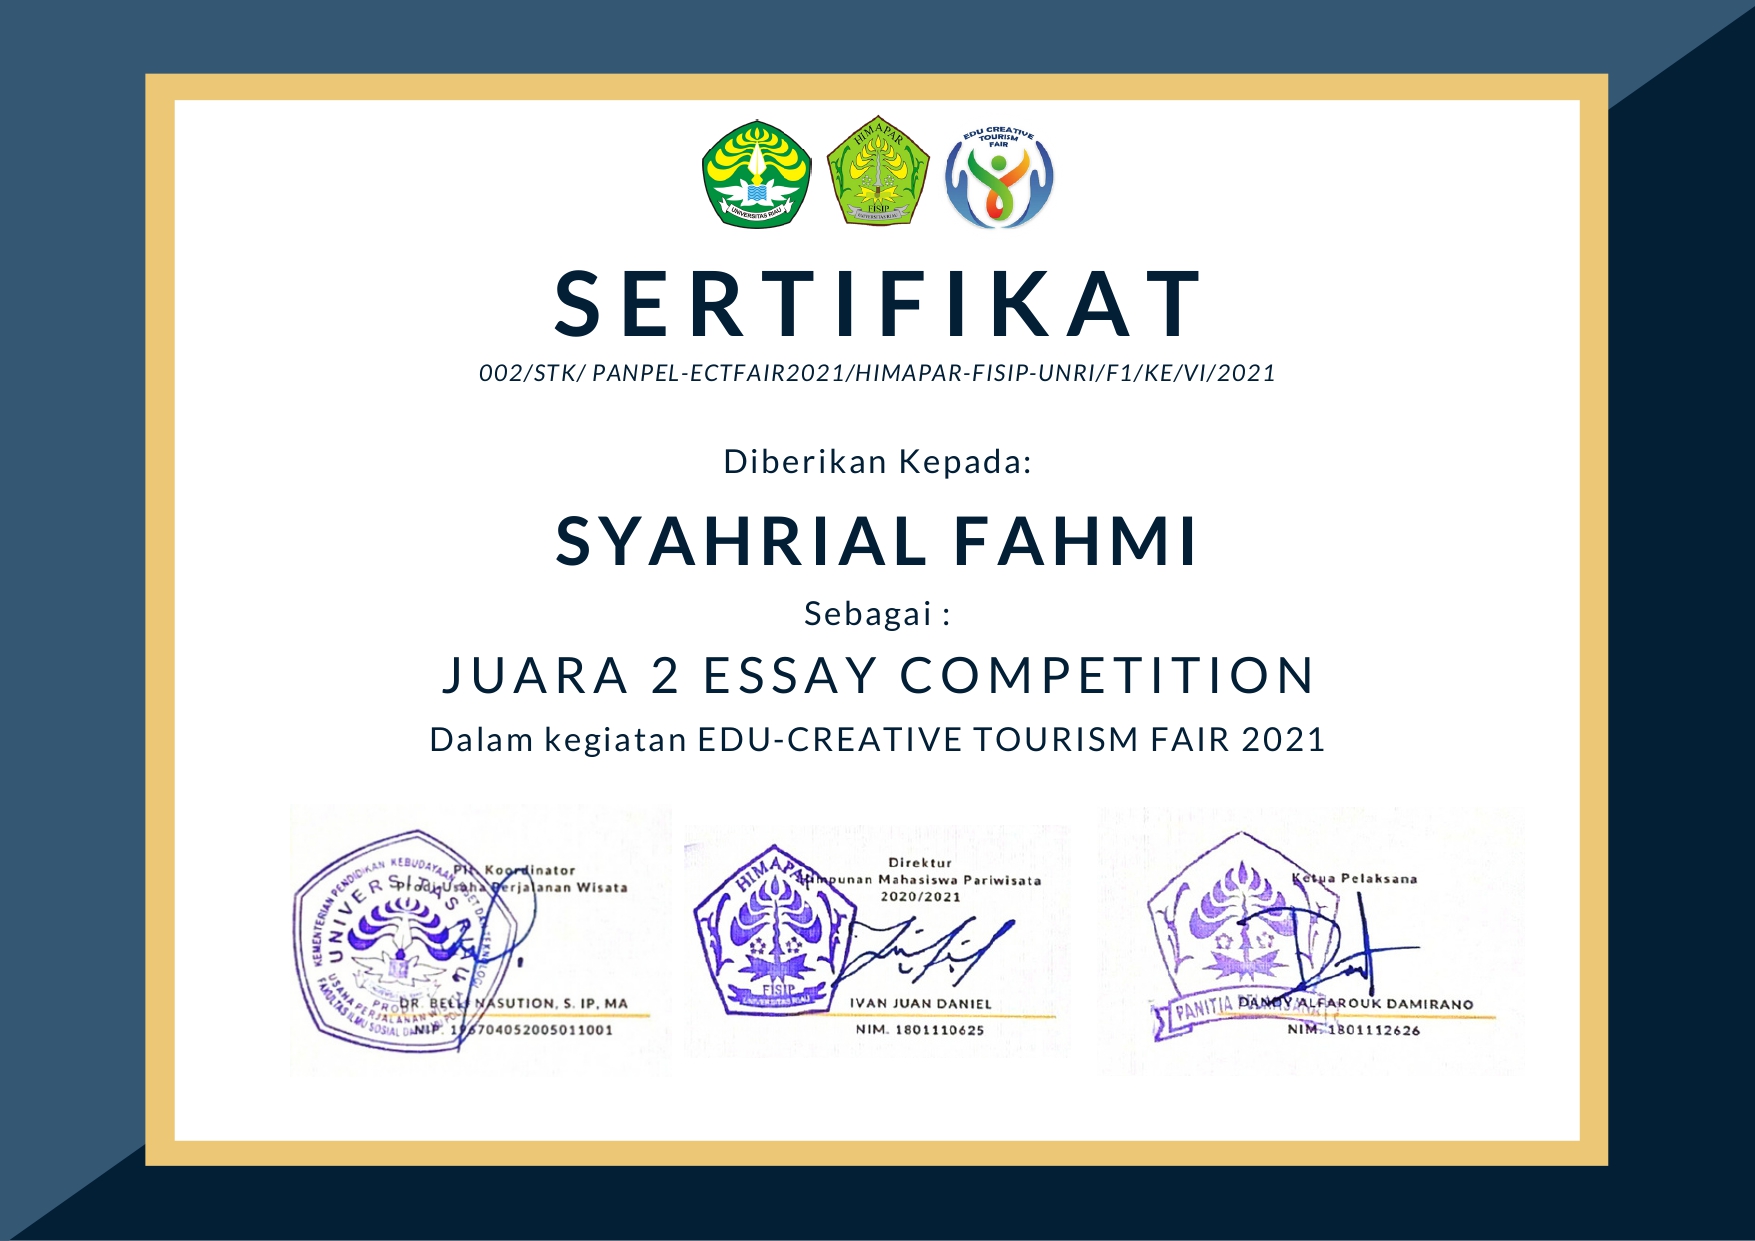 UNIVERSITAS RIAU
HIMAPAR
FISIP
EDU CREATIVE
TOURISM
FAIR
SERTIFIKAT
002/STK/ PANPEL-ECTFAIR2021/HIMAPAR-FISIP-UNRI/F1/KE/VI/2021
Diberikan Kepada:
SYAHRIAL FAHMI
Sebagai :
JUARA 2 ESSAY COMPETITION
Dalam kegiatan EDU-CREATIVE TOURISM FAIR 2021
Plt. Koordinator
Prodi Usaha Perjalanan Wisata
DR. BELLI NASUTION, S. IP, MA
NIP. 196704052005011001
Direktur
Himpunan Mahasiswa Pariwisata
2020/2021
HIMAPAR
FISIP
UNIVERSITAS RIAU
IVAN JUAN DANIEL
NIM. 1801110625
Ketua Pelaksana
PANITIA
DANDY ALFAROUK DAMIRANO
NIM. 1801112626